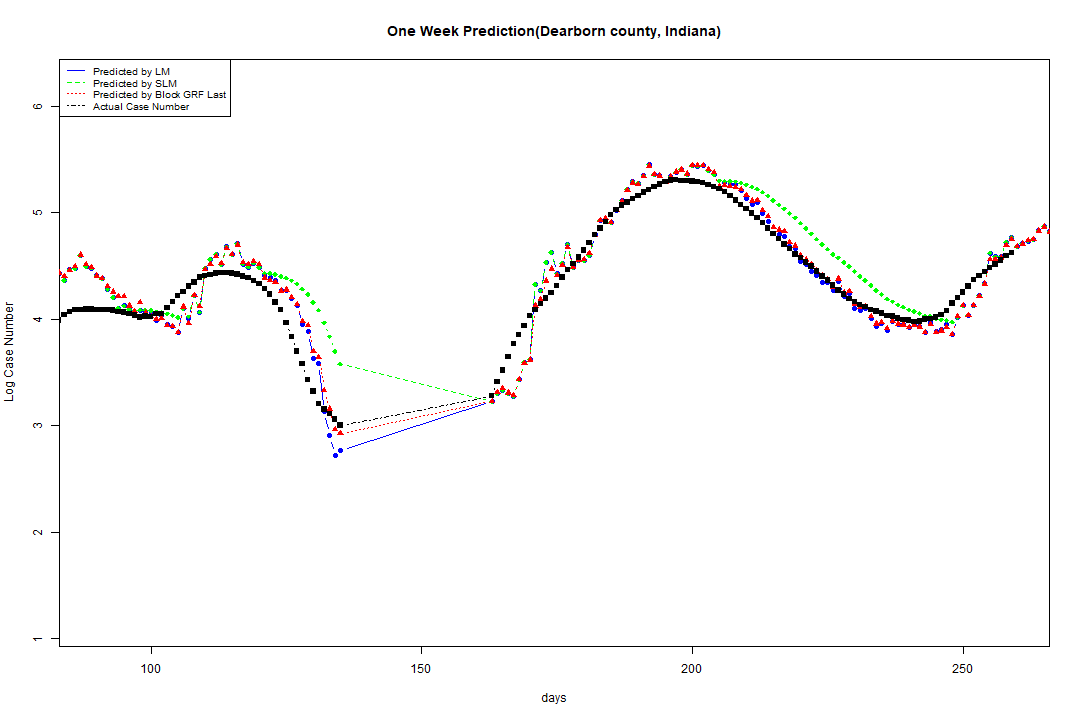 One Week Prediction(Dearborn county, Indiana)
Predicted by LM
Predicted by SLM
Predicted by Block GRF Last
Actual Case Number
Log Case Number
6
5
4
3
2
1
100 150 200 250
days